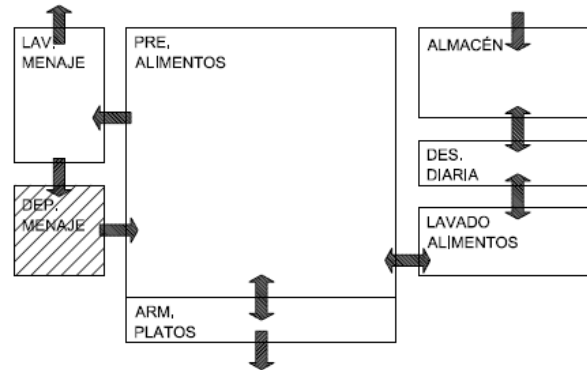 LAV.
MENAJE
PRE.
ALIMENTOS
ALMACÉN
DES.
DIARIA
DEP.
MENAJE
LAVADO
ALIMENTOS
ARM.
PLATOS